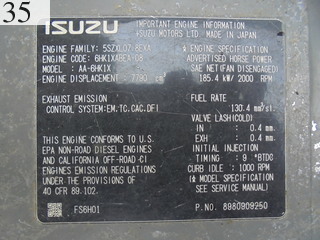 35
ISUZU
IMPORTANT ENGINE INFORMATION
ISUZU MOTORS LTD. MADE IN JAPAN
ENGINE FAMILY: 5SZXL07.8EXA
ENGINE CODE: 6HK1XABEA-08
MODEL: AA-6HK1X
ENGINE DISPLACEMENT: 7790 cm³
ENGINE SPECIFICATION
ADVERTISED HORSE POWER
SAE NET(FAN DISENGAGED)
185.4 kW/ 2000 RPM
EXHAUST EMISSION
CONTROL SYSTEM:EM,TC,CAC,DFI
FUEL RATE
130.4 mm³/st
VALVE LASH(COLD)
IN : 0.4 mm
EXH : 0.4 mm
INITIAL INJECTION
TIMING : 9 °BTDC
CURB IDLE : 1000 RPM
(NO ADJUSTMENT SPECIFICATION
SEE SERVICE MANUAL)
THIS ENGINE CONFORMS TO U.S.
EPA NON-ROAD DIESEL ENGINES
AND CALIFORNIA OFF-ROAD CI
ENGINES EMISSION REGULATIONS
UNDER THE PROVISIONS OF
40 CFR 89.102.
FS6H01
P.NO. 8980909250